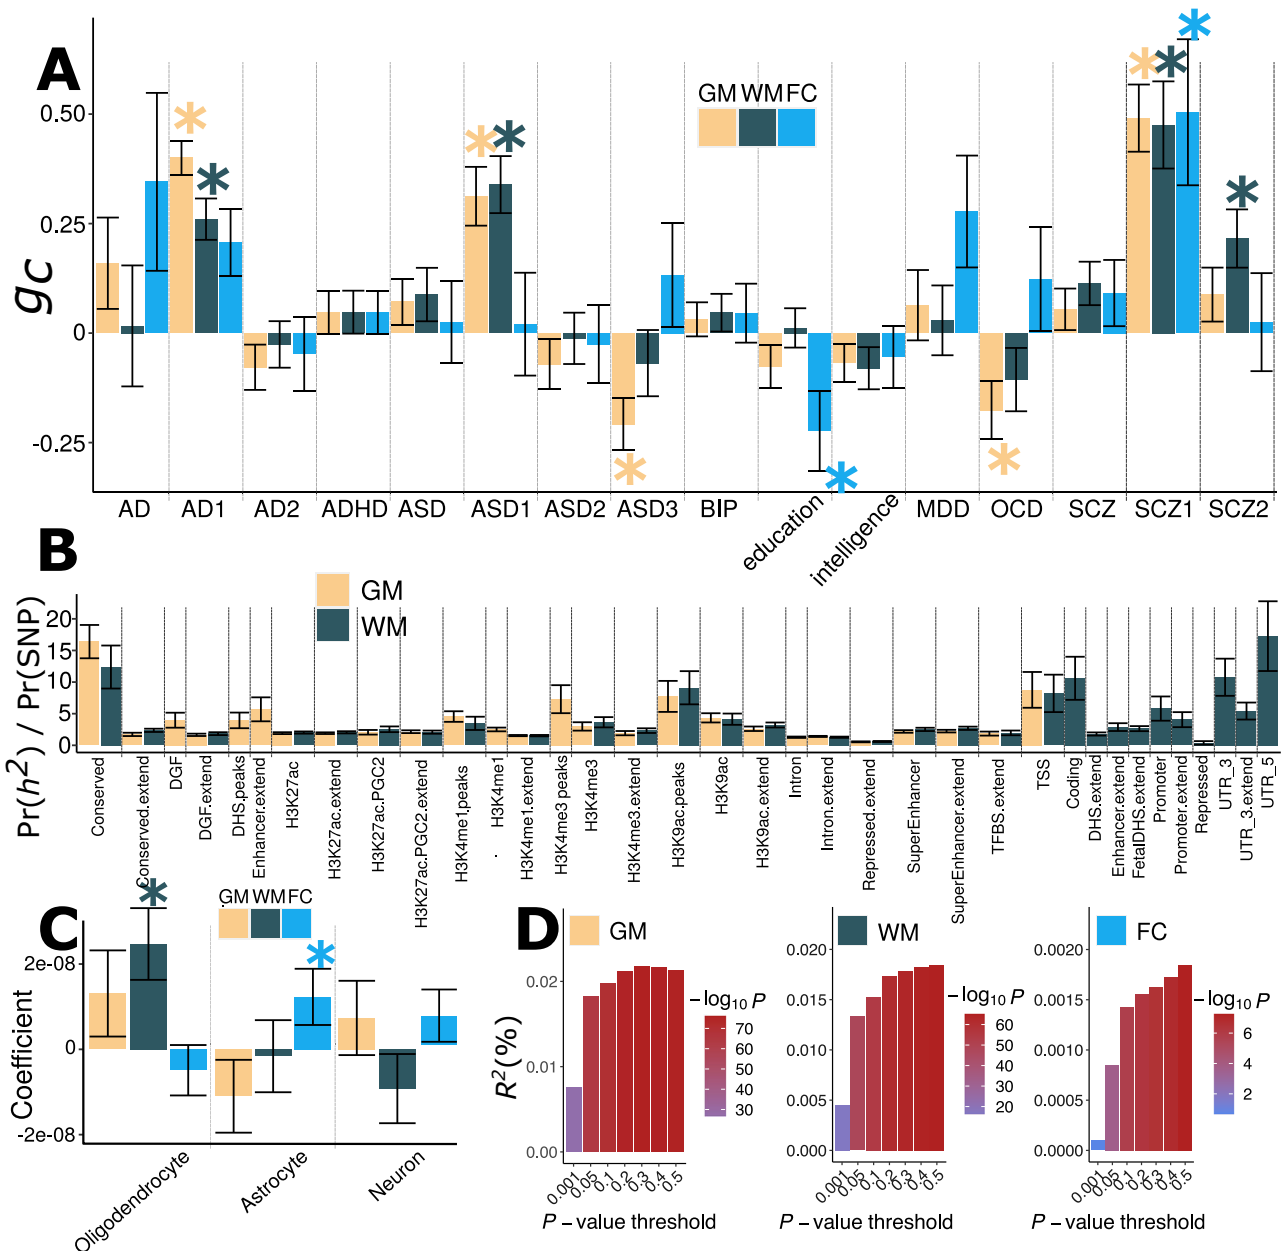 A
GM WM FC
0.50
0.25
0
-0.25
gc
AD AD1 AD2 ADHD ASD ASD1 ASD2 ASD3 BIP education intelligence MDD OCD SCZ SCZ1 SCZ2
B
GM
WM
Pr(h²) / Pr(SNP)
20
15
10
5
0
Conserved
Conserved.extend
DGF
DGF.extend
DHS.peaks
Enhancer.extend
H3K27ac
H3K27ac.extend
H3K27ac.PGC2
H3K27ac.PGC2.extend
H3K4me1.peaks
H3K4me1
H3K4me1.extend
H3K4me3 peaks
H3K4me3
H3K4me3.extend
H3K9ac.peaks
H3K9ac
H3K9ac.extend
Intron
Intron.extend
Repressed.extend
SuperEnhancer
SuperEnhancer.extend
TFBS.extend
TSS
Coding
DHS.extend
Enhancer.extend
FetalDHS.extend
Promoter
Promoter.extend
Repressed
UTR_3
UTR_3.extend
UTR_5
C
GM WM FC
Coefficient
2e-08
0
-2e-08
Oligodendrocyte
Astrocyte
Neuron
D
GM
R²(%)
0.02
0.01
0.00
0.001 0.05 0.1 0.2 0.3 0.4 0.5
P − value threshold
−log₁₀ P
70
60
50
40
30
WM
0.020
0.015
0.010
0.005
0.000
0.001 0.05 0.1 0.2 0.3 0.4 0.5
P − value threshold
−log₁₀ P
60
50
40
30
20
FC
0.0020
0.0015
0.0010
0.0005
0.0000
0.001 0.05 0.1 0.2 0.3 0.4 0.5
P − value threshold
−log₁₀ P
6
4
2